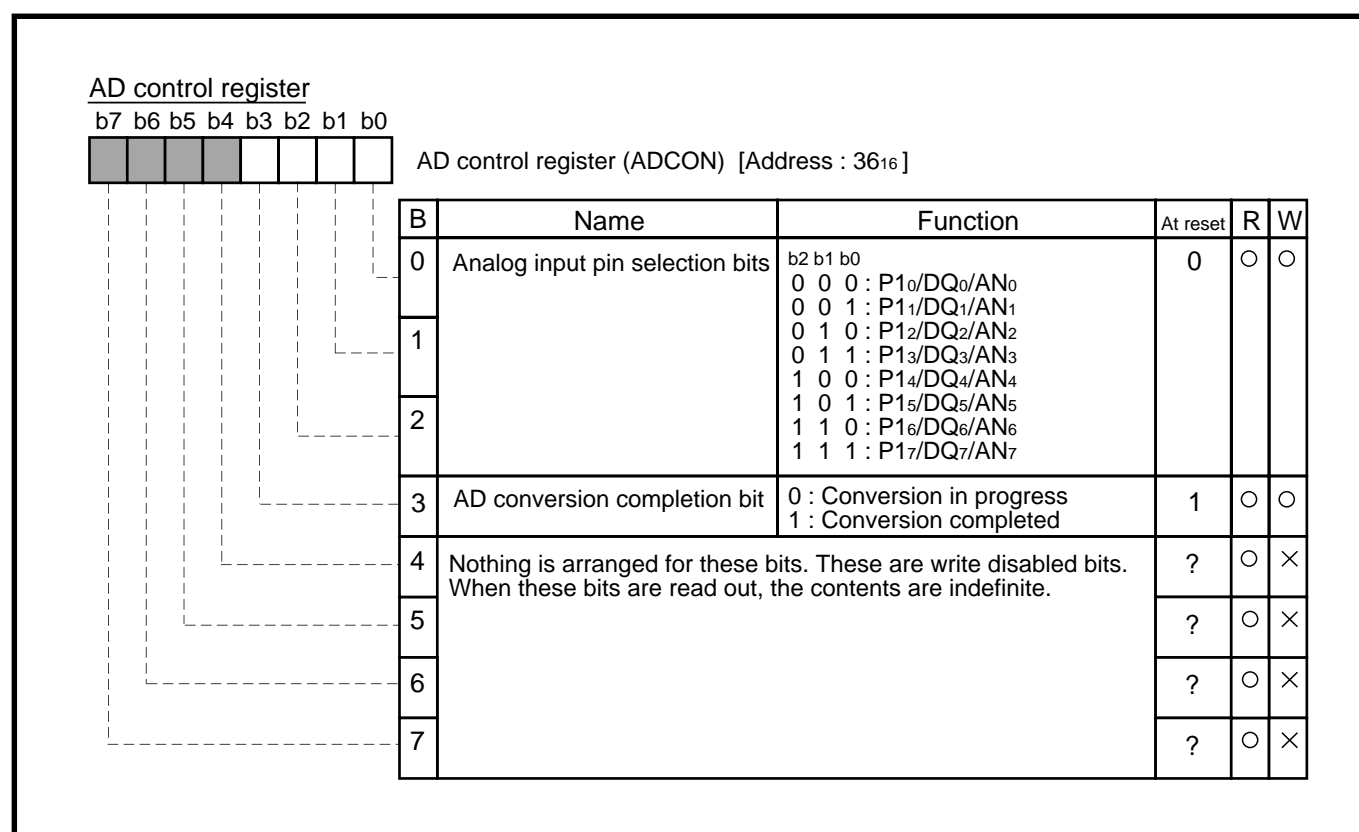 AD control register
b7 b6 b5 b4 b3 b2 b1 b0
AD control register (ADCON) [Address : 36₁₆ ]
B Name Function At reset R W
0 Analog input pin selection bits b2 b1 b0 0 ○ ○
0 0 0 : P1₀/DQ₀/AN₀
0 0 1 : P1₁/DQ₁/AN₁
1 0 1 0 : P1₂/DQ₂/AN₂
0 1 1 : P1₃/DQ₃/AN₃
1 0 0 : P1₄/DQ₄/AN₄
2 1 0 1 : P1₅/DQ₅/AN₅
1 1 0 : P1₆/DQ₆/AN₆
1 1 1 : P1₇/DQ₇/AN₇
3 AD conversion completion bit 0 : Conversion in progress 1 ○ ○
1 : Conversion completed
4 Nothing is arranged for these bits. These are write disabled bits. ? ○ ×
When these bits are read out, the contents are indefinite.
5 ? ○ ×
6 ? ○ ×
7 ? ○ ×